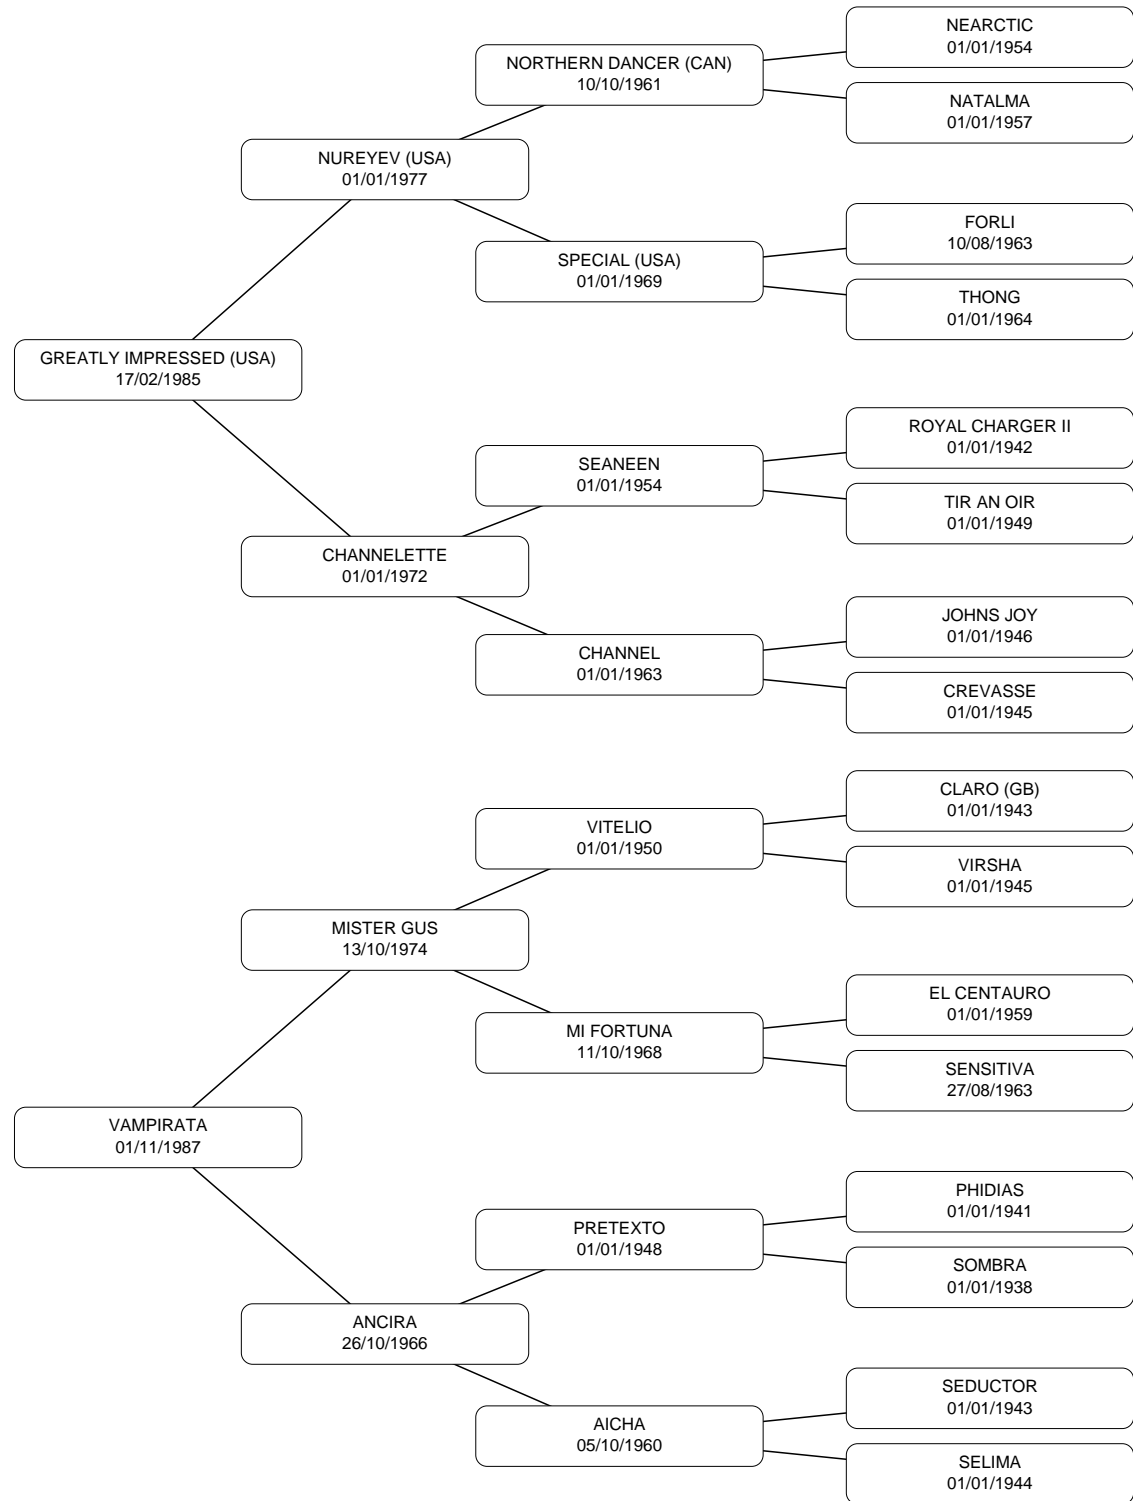 NEARCTIC
01/01/1954
NORTHERN DANCER (CAN)
10/10/1961
NATALMA
01/01/1957
NUREYEV (USA)
01/01/1977
FORLI
10/08/1963
SPECIAL (USA)
01/01/1969
THONG
01/01/1964
GREATLY IMPRESSED (USA)
17/02/1985
ROYAL CHARGER II
01/01/1942
SEANEEN
01/01/1954
TIR AN OIR
01/01/1949
CHANNELETTE
01/01/1972
JOHNS JOY
01/01/1946
CHANNEL
01/01/1963
CREVASSE
01/01/1945
CLARO (GB)
01/01/1943
VITELIO
01/01/1950
VIRSHA
01/01/1945
MISTER GUS
13/10/1974
EL CENTAURO
01/01/1959
MI FORTUNA
11/10/1968
SENSITIVA
27/08/1963
VAMPIRATA
01/11/1987
PHIDIAS
01/01/1941
PRETEXTO
01/01/1948
SOMBRA
01/01/1938
ANCIRA
26/10/1966
SEDUCTOR
01/01/1943
AICHA
05/10/1960
SELIMA
01/01/1944